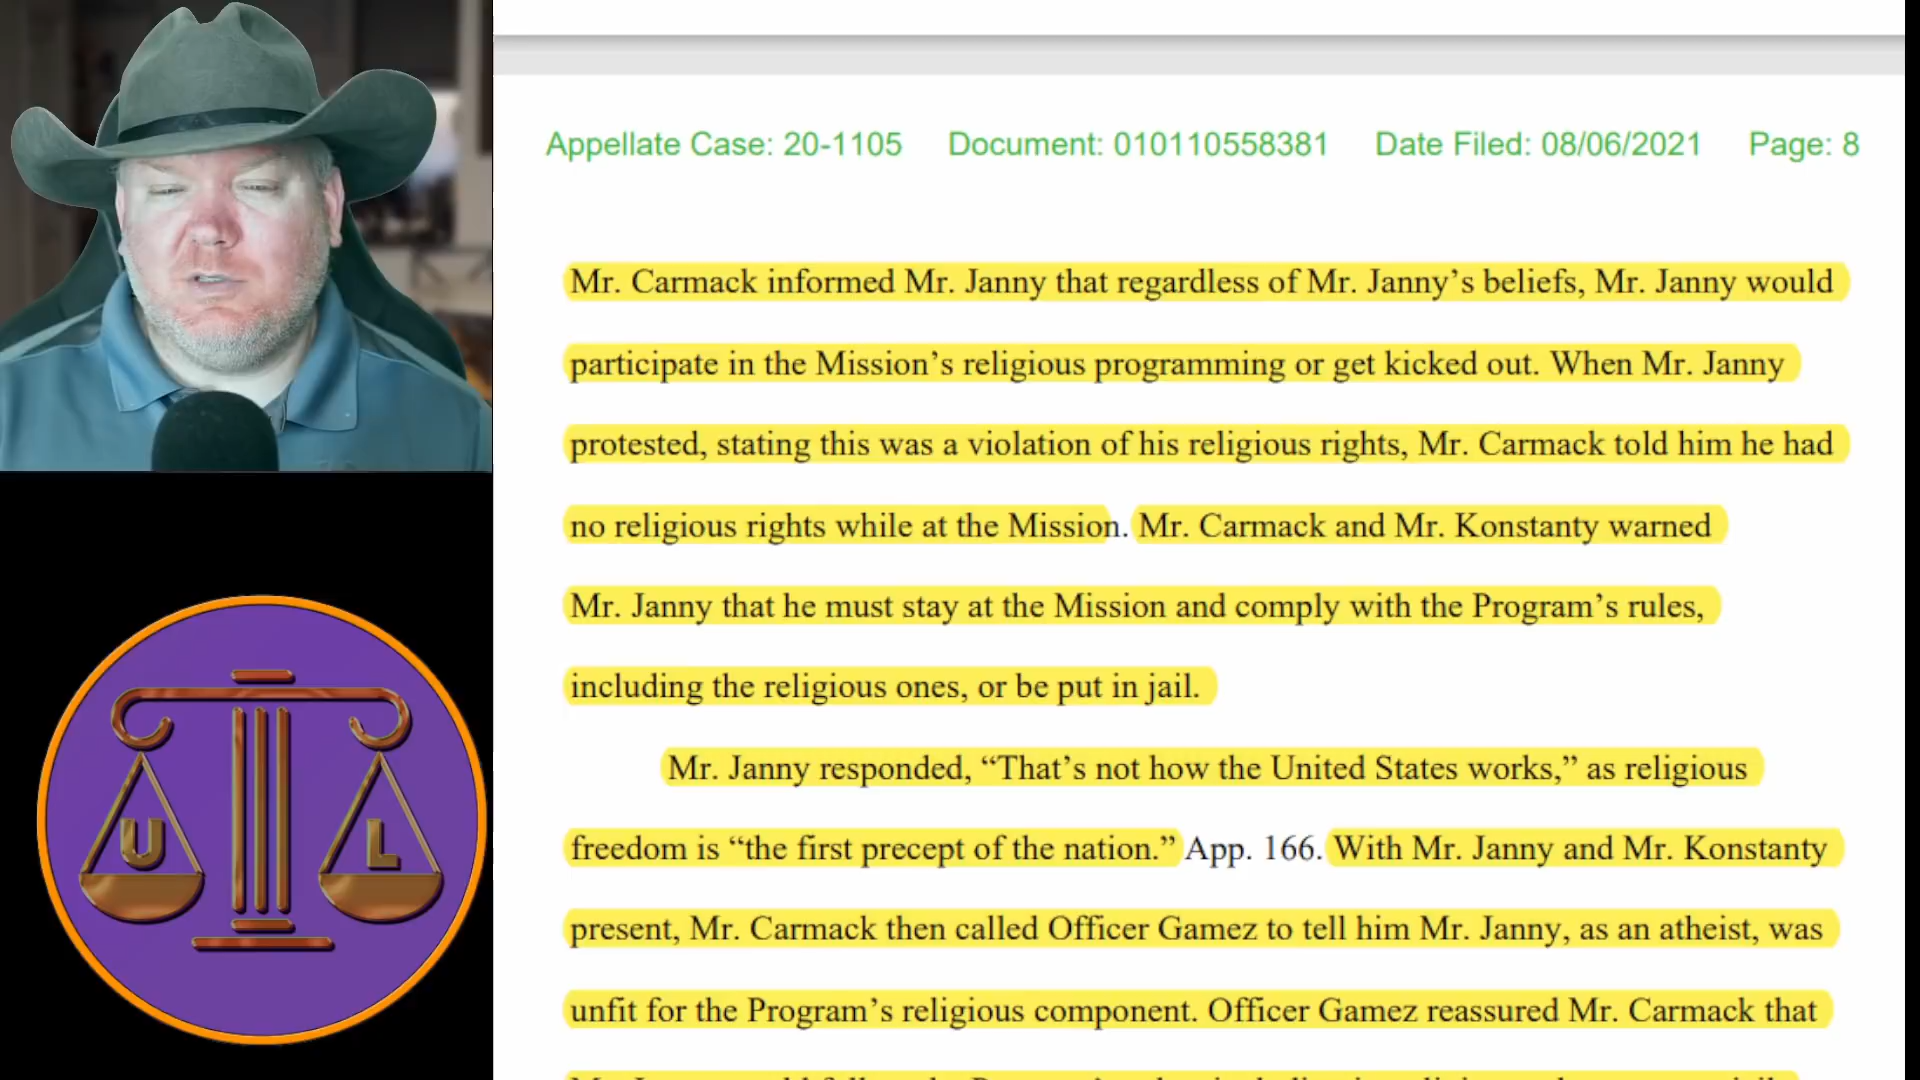 Appellate Case: 20-1105 Document: 010110558381 Date Filed: 08/06/2021 Page: 8
Mr. Carmack informed Mr. Janny that regardless of Mr. Janny’s beliefs, Mr. Janny would
participate in the Mission’s religious programming or get kicked out. When Mr. Janny
protested, stating this was a violation of his religious rights, Mr. Carmack told him he had
no religious rights while at the Mission. Mr. Carmack and Mr. Konstanty warned
Mr. Janny that he must stay at the Mission and comply with the Program’s rules,
including the religious ones, or be put in jail.
Mr. Janny responded, “That’s not how the United States works,” as religious
freedom is “the first precept of the nation.” App. 166. With Mr. Janny and Mr. Konstanty
present, Mr. Carmack then called Officer Gamez to tell him Mr. Janny, as an atheist, was
unfit for the Program’s religious component. Officer Gamez reassured Mr. Carmack that
U L